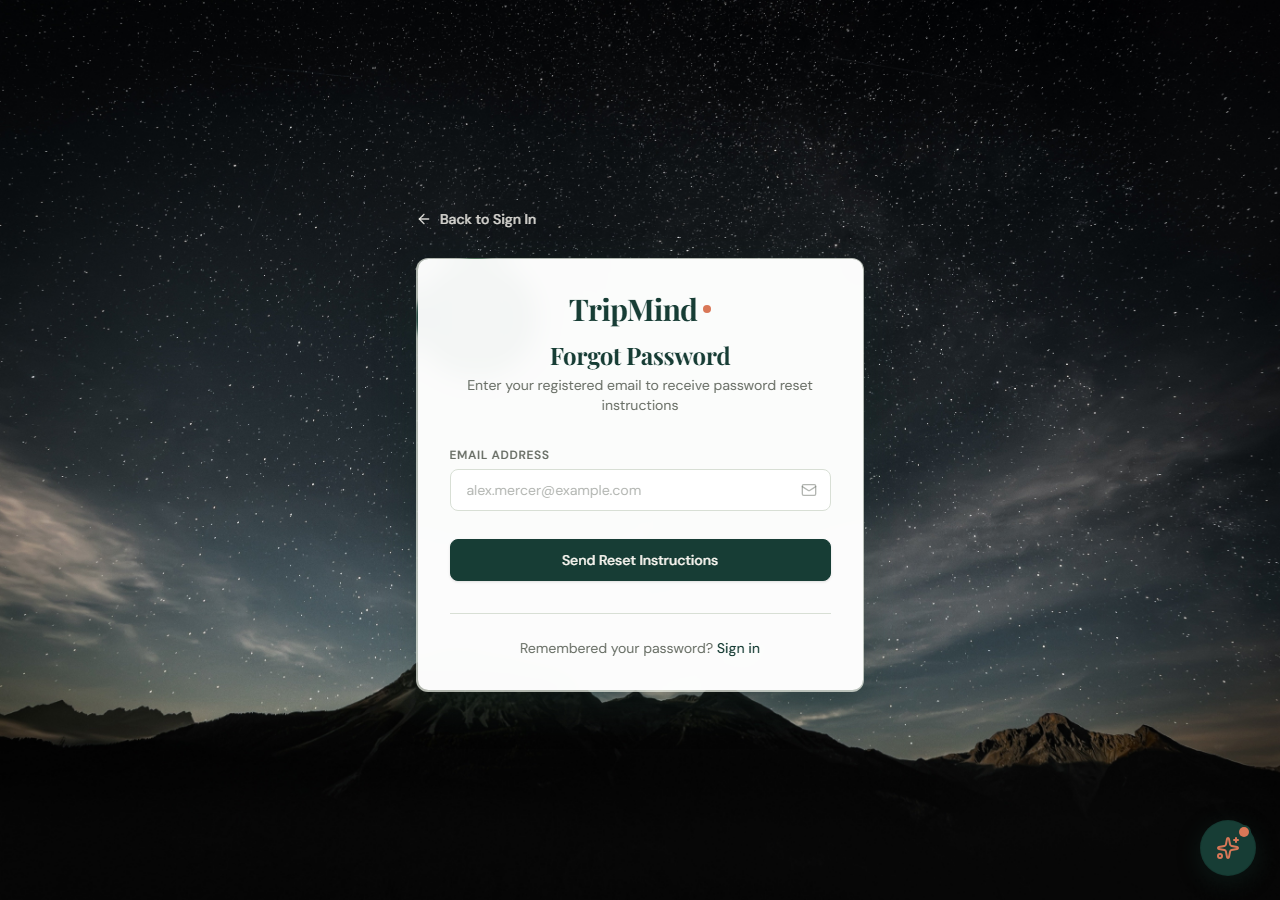 Back to Sign In
TripMind
Forgot Password
Enter your registered email to receive password reset
instructions
EMAIL ADDRESS
alex.mercer@example.com
Send Reset Instructions
Remembered your password? Sign in